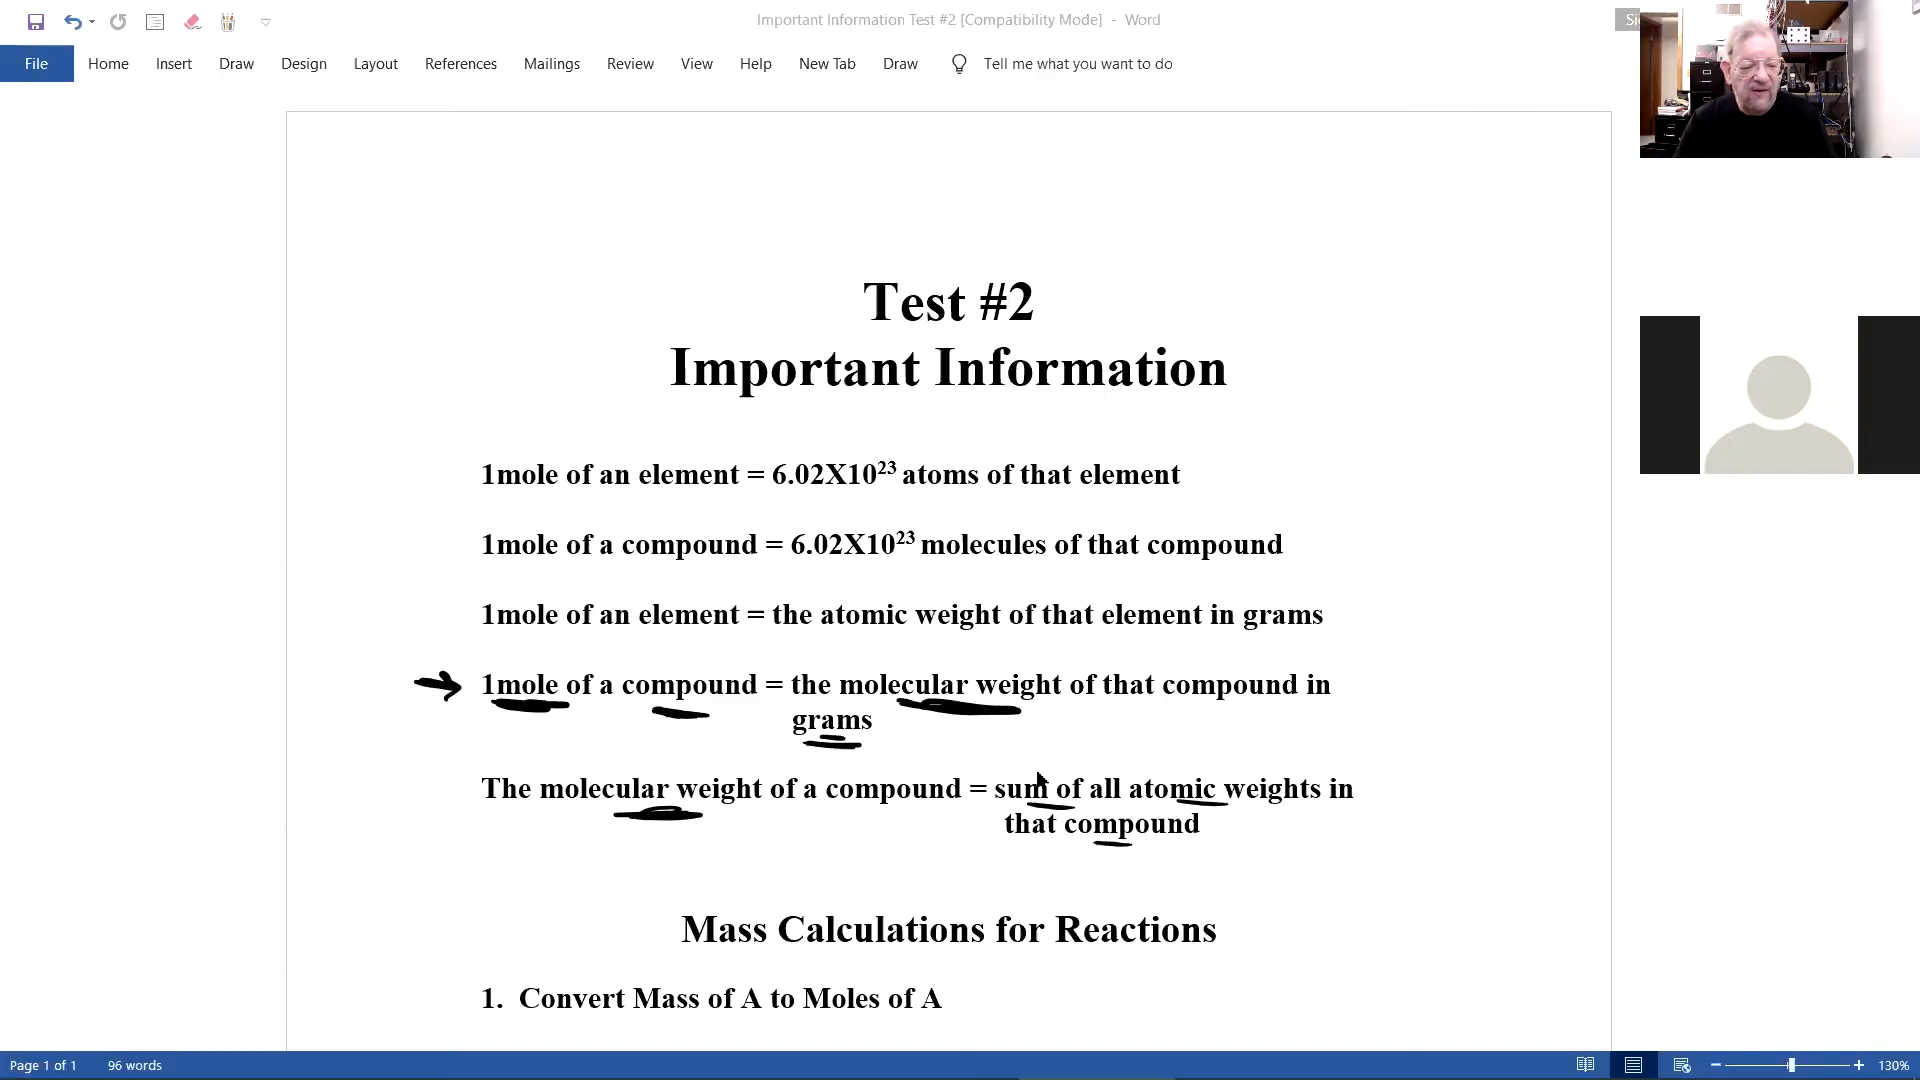 Important Information Test #2 [Compatibility Mode] - Word
Si
File Home Insert Draw Design Layout References Mailings Review View Help New Tab Draw Tell me what you want to do
Test #2
Important Information
1mole of an element = 6.02X10²³ atoms of that element
1mole of a compound = 6.02X10²³ molecules of that compound
1mole of an element = the atomic weight of that element in grams
1mole of a compound = the molecular weight of that compound in
grams
The molecular weight of a compound = sum of all atomic weights in
that compound
Mass Calculations for Reactions
1. Convert Mass of A to Moles of A
Page 1 of 1 96 words 130%